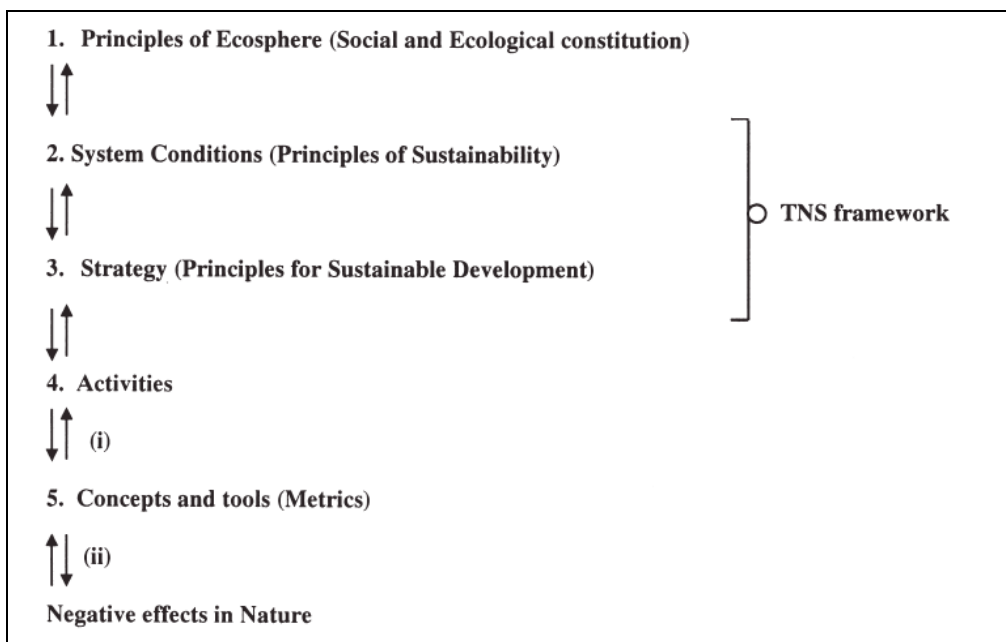 1. Principles of Ecosphere (Social and Ecological constitution)
2. System Conditions (Principles of Sustainability)
TNS framework
3. Strategy (Principles for Sustainable Development)
4. Activities
(i)
5. Concepts and tools (Metrics)
(ii)
Negative effects in Nature